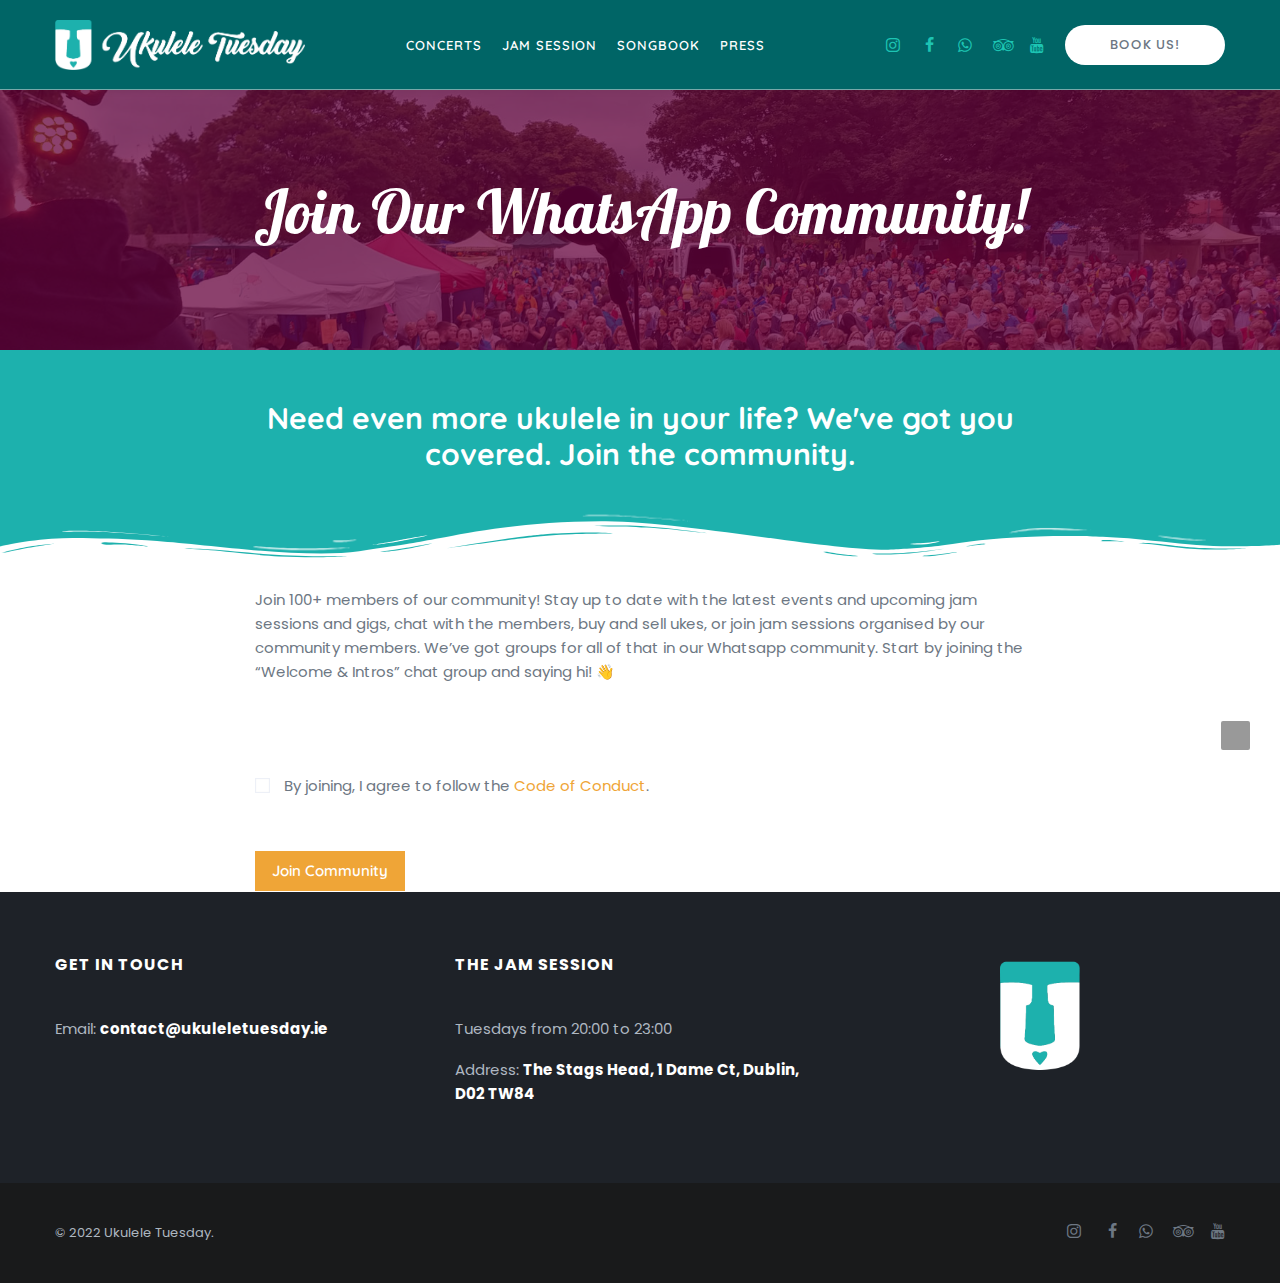 Ukulele Tuesday
CONCERTS JAM SESSION SONGBOOK PRESS
BOOK US!
Join Our WhatsApp Community!
Need even more ukulele in your life? We've got you
covered. Join the community.
Join 100+ members of our community! Stay up to date with the latest events and upcoming jam
sessions and gigs, chat with the members, buy and sell ukes, or join jam sessions organised by our
community members. We’ve got groups for all of that in our Whatsapp community. Start by joining the
“Welcome & Intros” chat group and saying hi! 👋
By joining, I agree to follow the Code of Conduct.
Join Community
GET IN TOUCH
Email: contact@ukuleletuesday.ie
THE JAM SESSION
Tuesdays from 20:00 to 23:00
Address: The Stags Head, 1 Dame Ct, Dublin,
D02 TW84
© 2022 Ukulele Tuesday.